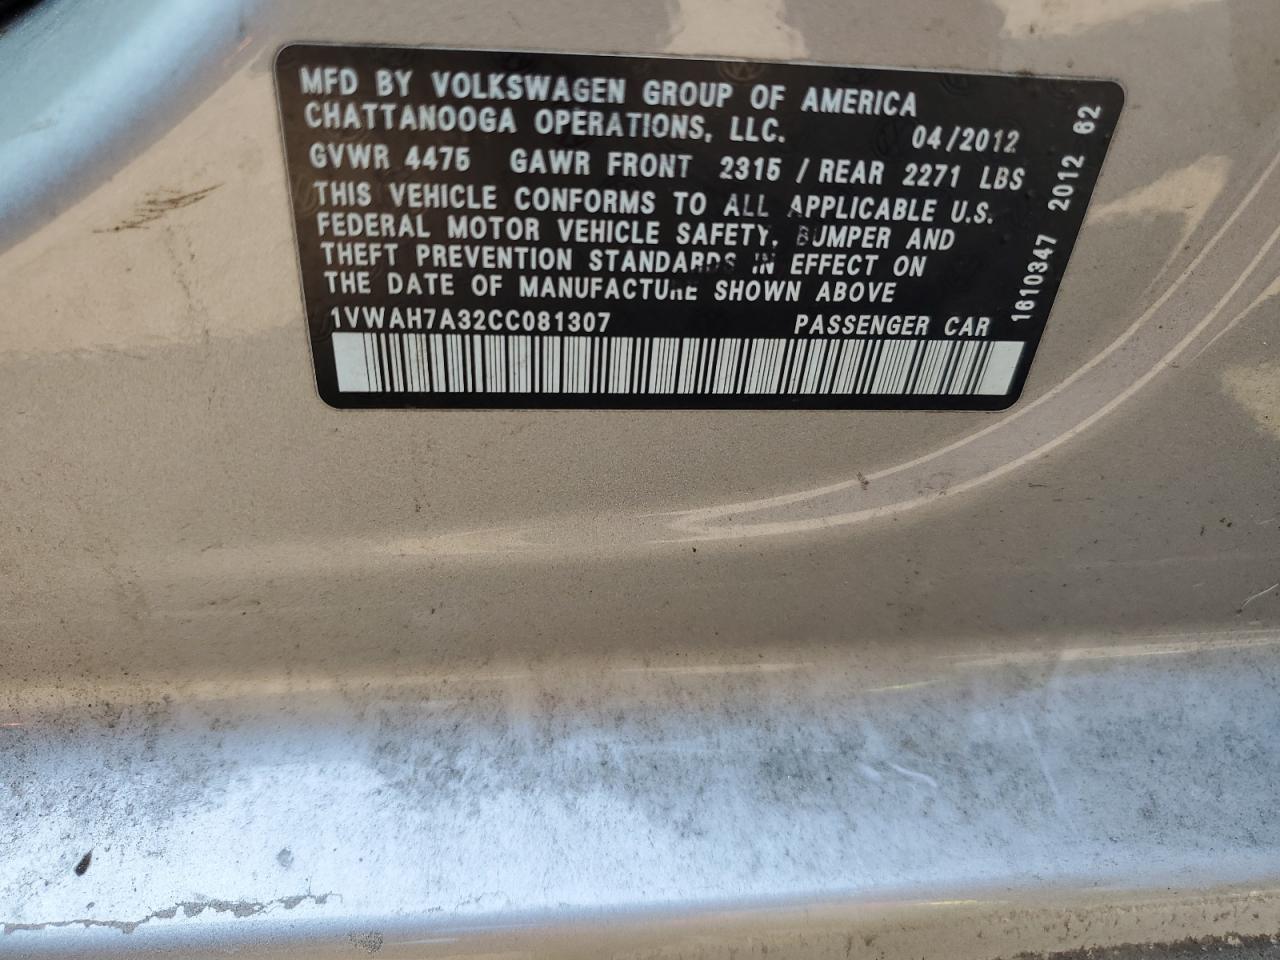 MFD BY VOLKSWAGEN GROUP OF AMERICA
CHATTANOOGA OPERATIONS, LLC. 04/2012
GVWR 4475 GAWR FRONT 2315 / REAR 2271 LBS
THIS VEHICLE CONFORMS TO ALL APPLICABLE U.S.
FEDERAL MOTOR VEHICLE SAFETY, BUMPER AND
THEFT PREVENTION STANDARDS IN EFFECT ON
THE DATE OF MANUFACTURE SHOWN ABOVE
1VWAH7A32CC081307 PASSENGER CAR
1610347 2012 62